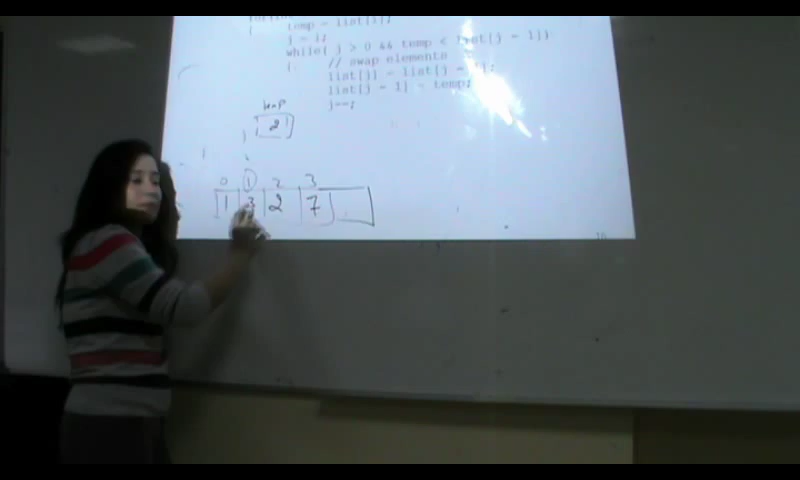 temp = list[i];
{ j = i;
while( j > 0 && temp < list[j - 1])
{ // swap elements
list[j] = list[j - 1];
list[j - 1] = temp;
j--;
temp
2
}
}
0 1 2 3
1 3 2 7